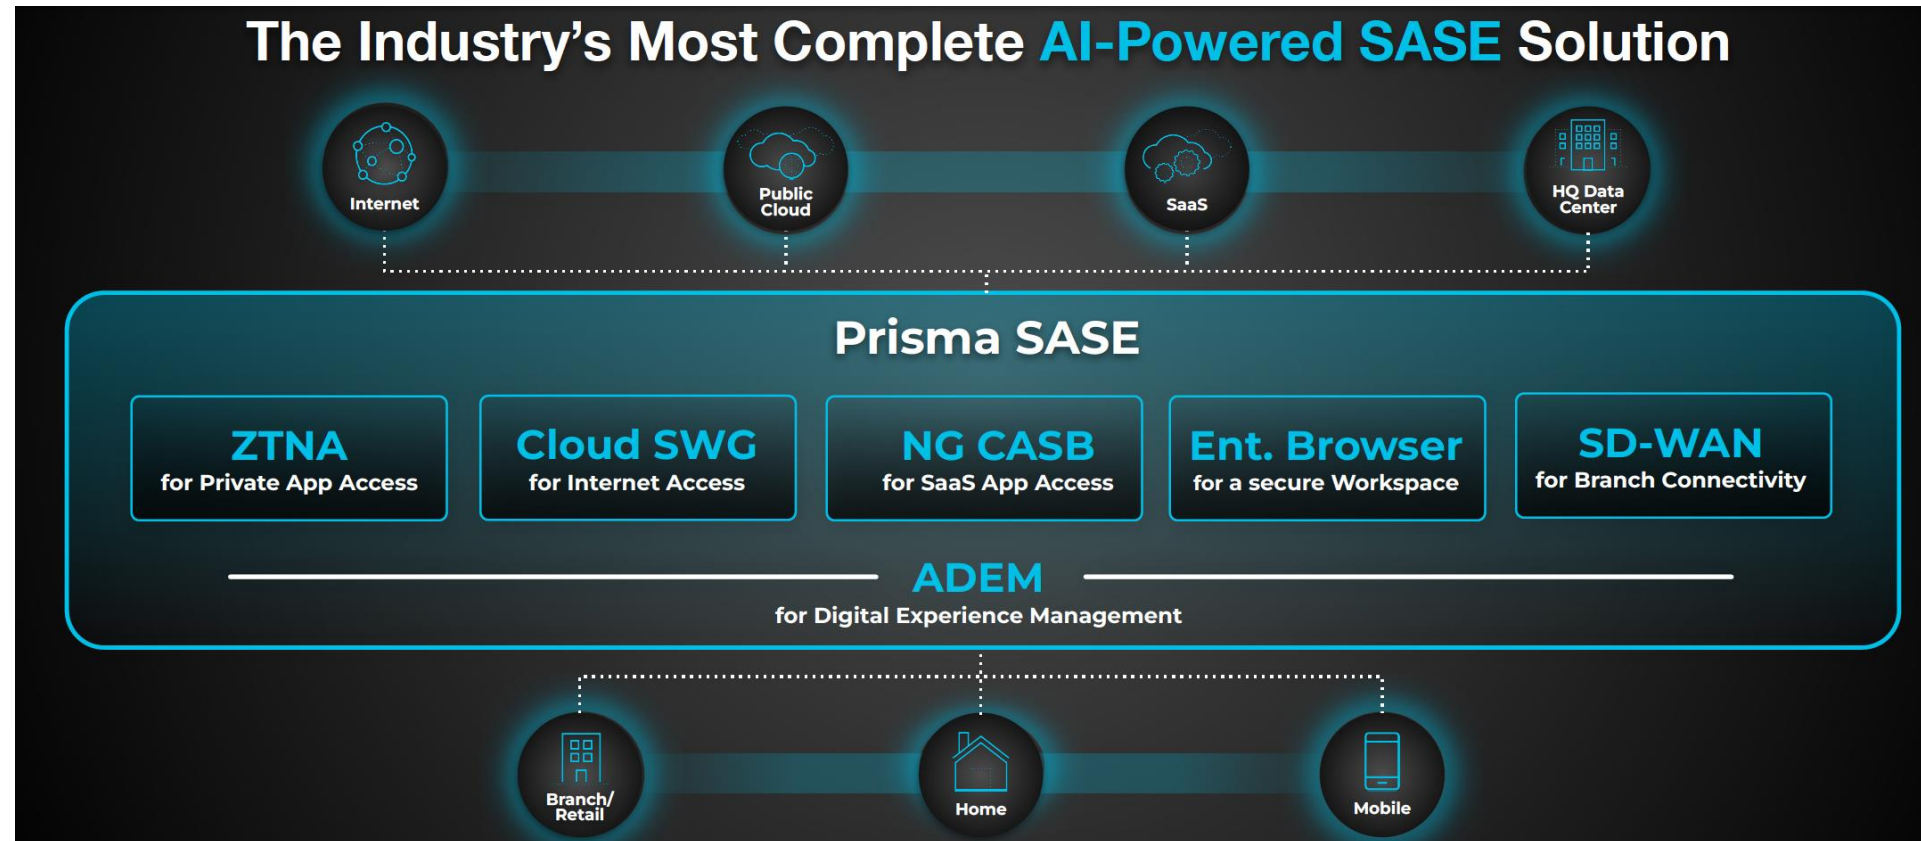 The Industry’s Most Complete AI-Powered SASE Solution
Internet
Public
Cloud
SaaS
HQ Data
Center
Prisma SASE
ZTNA
for Private App Access
Cloud SWG
for Internet Access
NG CASB
for SaaS App Access
Ent. Browser
for a secure Workspace
SD-WAN
for Branch Connectivity
ADEM
for Digital Experience Management
Branch/
Retail
Home
Mobile